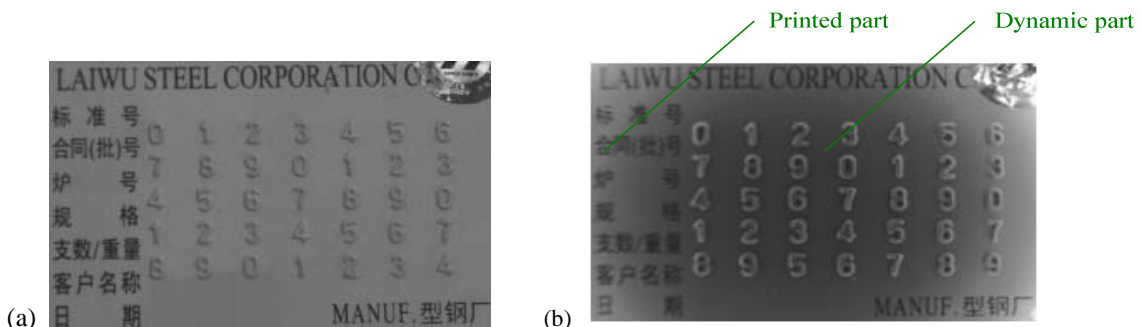 Printed part Dynamic part
LAIWU STEEL CORPORATION C
标准号
0 1 2 3 4 5 6
合同(批)号
7 8 9 0 1 2 3
炉号
4 5 6 7 8 9 0
规格
1 2 3 4 5 6 7
支数/重量
8 9 0 1 2 3 4
客户名称
日期 MANUF.型钢厂
(a)
LAIWU STEEL CORPORATION C
标准号
0 1 2 3 4 5 6
合同(批)号
7 8 9 0 1 2 3
炉号
4 5 6 7 8 9 0
规格
1 2 3 4 5 6 7
支数/重量
8 9 5 6 7 8 9
客户名称
日期 MANUF.型钢厂
(b)